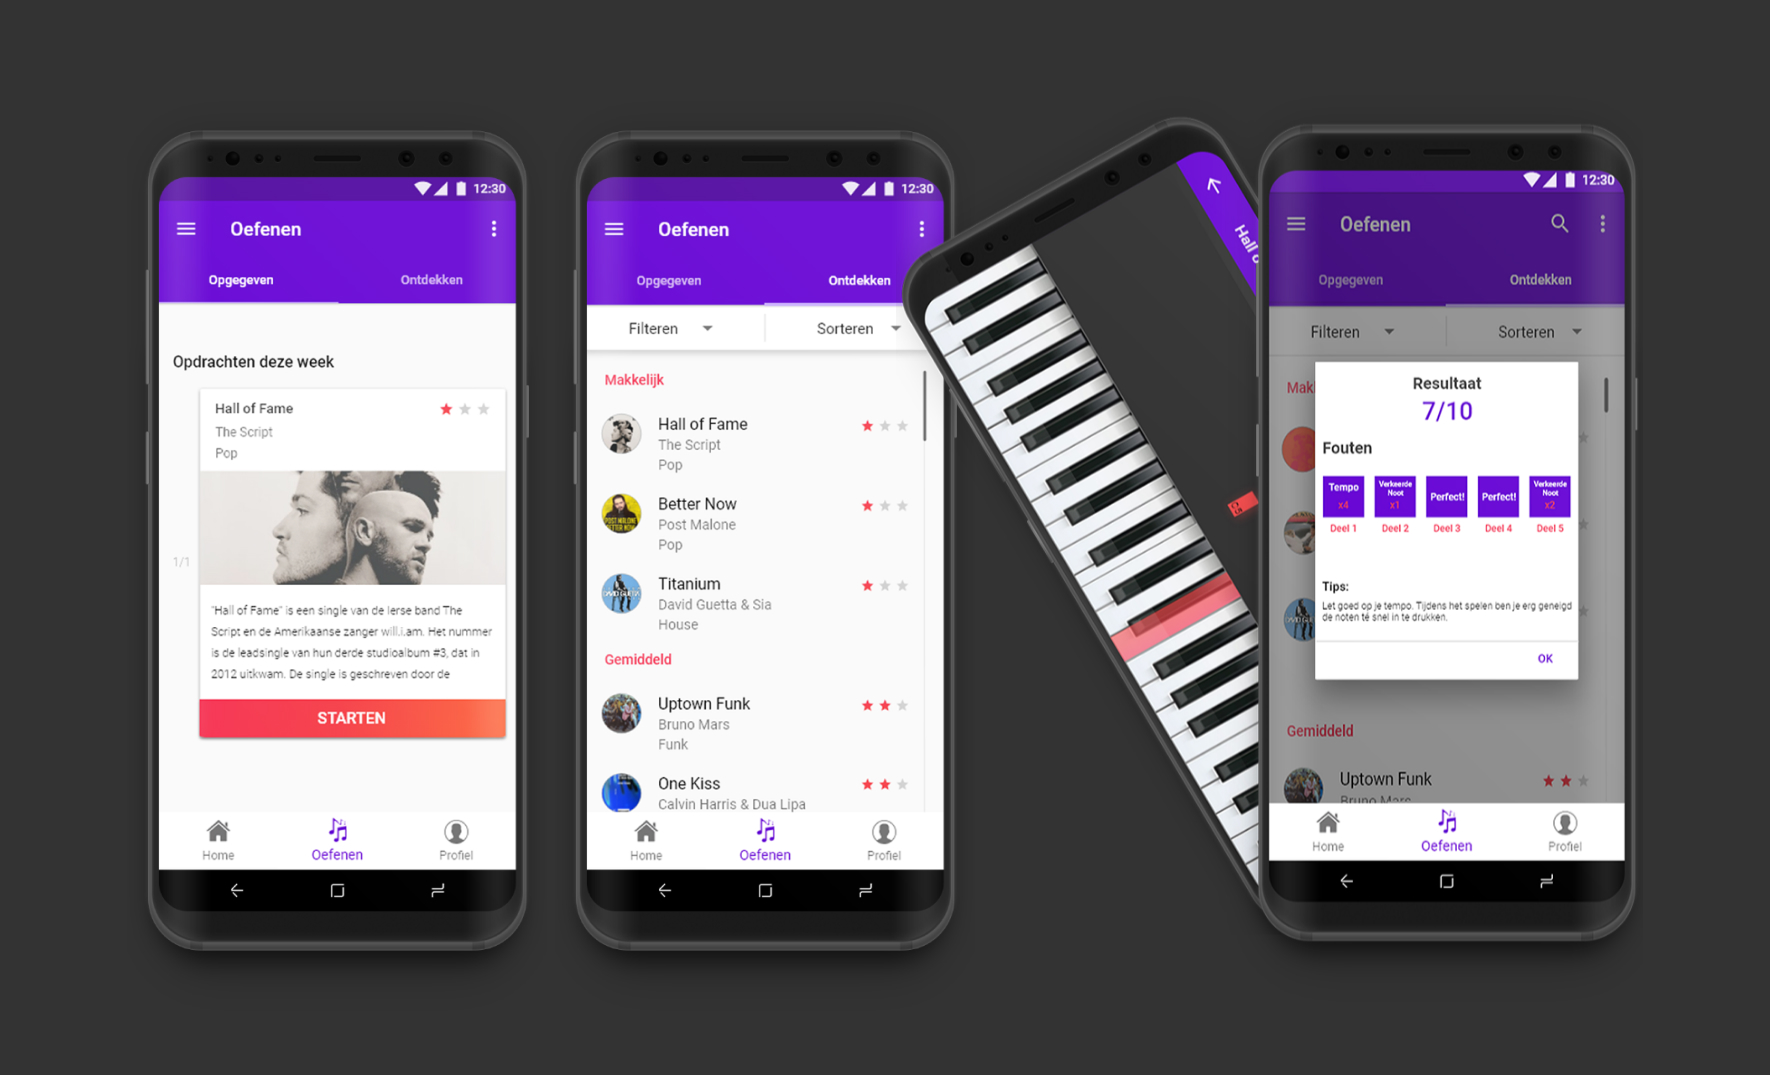 12:30
Oefenen
Opgegeven
Ontdekken
Opdrachten deze week
Hall of Fame
The Script
Pop
1/1
"Hall of Fame" is een single van de Ierse band The
Script en de Amerikaanse zanger will.i.am. Het nummer
is de leadsingle van hun derde studioalbum #3, dat in
2012 uitkwam. De single is geschreven door de
STARTEN
Home
Oefenen
Profiel
12:30
Oefenen
Opgegeven
Ontdekken
Filteren
Sorteren
Makkelijk
Hall of Fame
The Script
Pop
Better Now
Post Malone
Pop
Titanium
David Guetta & Sia
House
Gemiddeld
Uptown Funk
Bruno Mars
Funk
One Kiss
Calvin Harris & Dua Lipa
Home
Oefenen
Profiel
Hall o
12:30
Oefenen
Opgegeven
Ontdekken
Filteren
Sorteren
Mak
Resultaat
7/10
Fouten
Tempo
x4
Deel 1
Verkeerde
Noot
x1
Deel 2
Perfect!
Deel 3
Perfect!
Deel 4
Verkeerde
Noot
x2
Deel 5
Tips:
Let goed op je tempo. Tijdens het spelen ben je erg geneigd
de noten té snel in te drukken.
OK
Gemiddeld
Uptown Funk
Bruno Mars
Home
Oefenen
Profiel